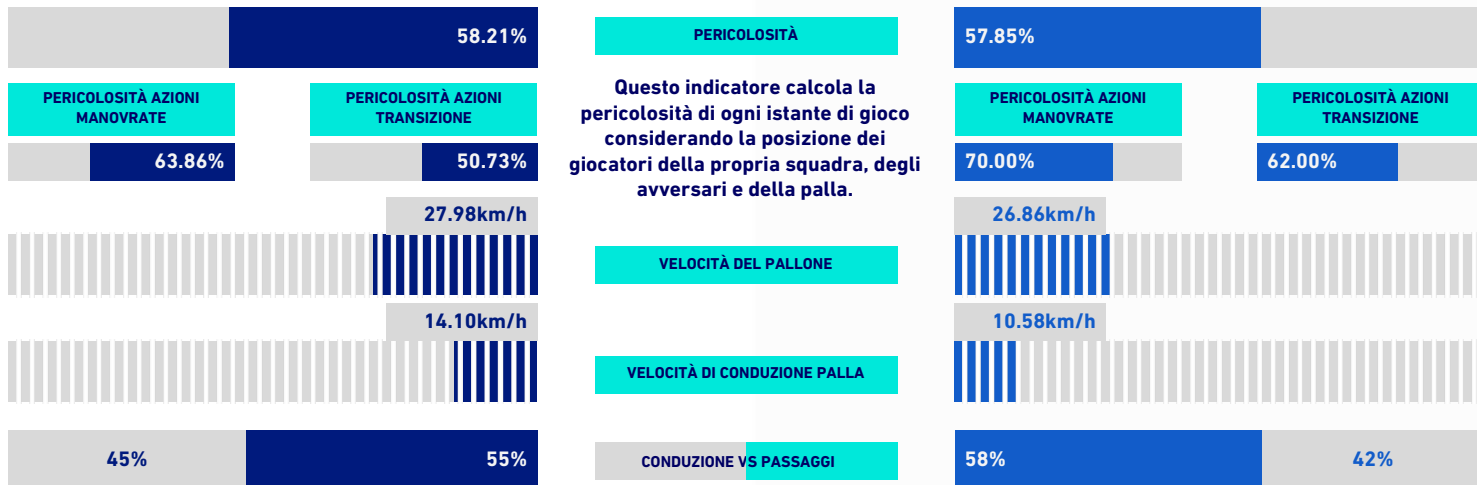 58.21%
PERICOLOSITÀ
57.85%
PERICOLOSITÀ AZIONI
MANOVRATE
63.86%
PERICOLOSITÀ AZIONI
TRANSIZIONE
50.73%
Questo indicatore calcola la
pericolosità di ogni istante di gioco
considerando la posizione dei
giocatori della propria squadra, degli
avversari e della palla.
PERICOLOSITÀ AZIONI
MANOVRATE
70.00%
PERICOLOSITÀ AZIONI
TRANSIZIONE
62.00%
27.98km/h
VELOCITÀ DEL PALLONE
26.86km/h
14.10km/h
VELOCITÀ DI CONDUZIONE PALLA
10.58km/h
45%
55%
CONDUZIONE VS PASSAGGI
58%
42%